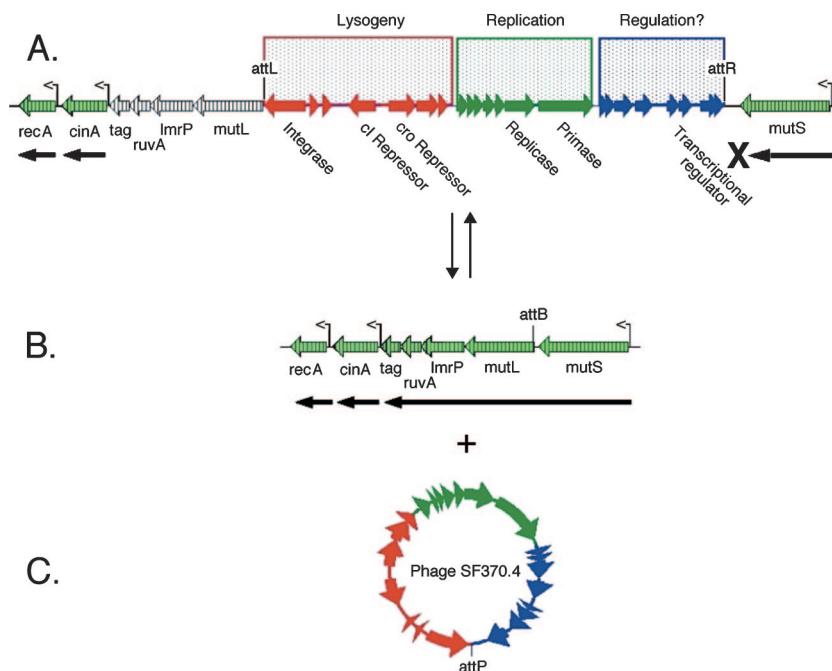 A.
Lysogeny
Replication
Regulation?
attL
attR
recA
cinA
tag
ruvA
lmrP
mutL
Integrase
cI Repressor
cro Repressor
Replicase
Primase
Transcriptional
regulator
X
mutS
B.
attB
recA
cinA
tag
ruvA
lmrP
mutL
mutS
+
C.
Phage SF370.4
attP